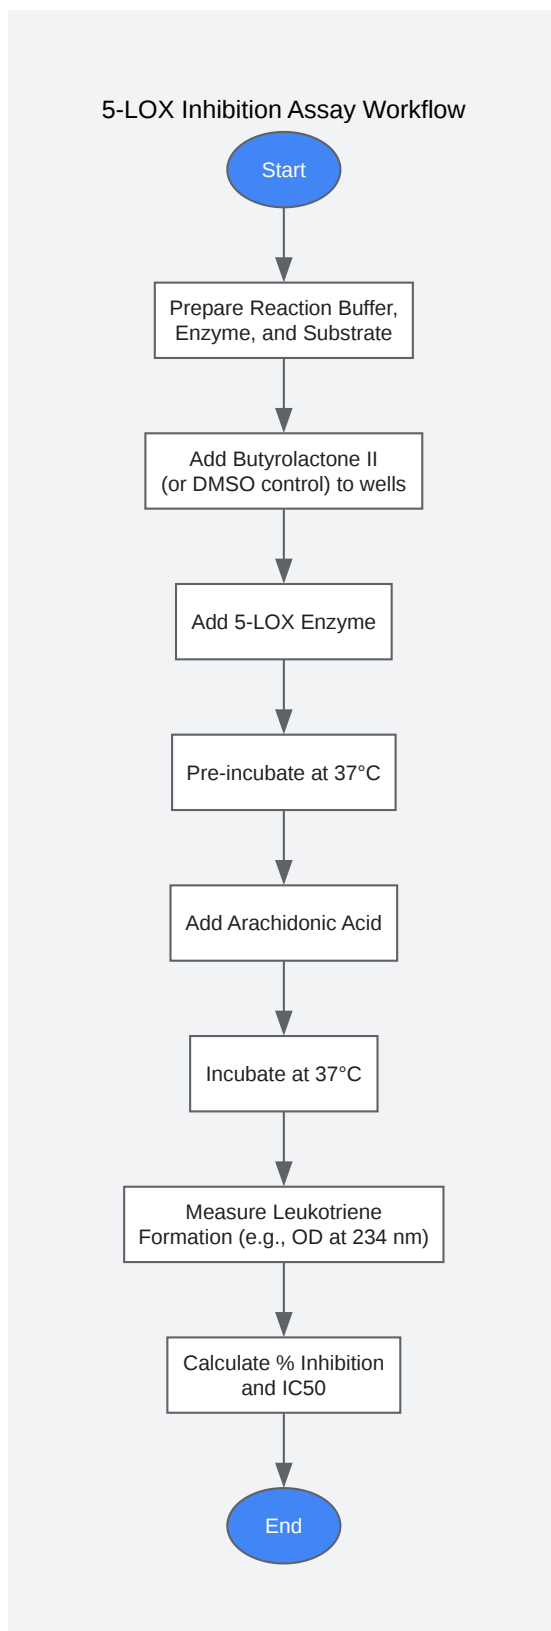 5-LOX Inhibition Assay Workflow
Start
Prepare Reaction Buffer,
Enzyme, and Substrate
Add Butyrolactone II
(or DMSO control) to wells
Add 5-LOX Enzyme
Pre-incubate at 37°C
Add Arachidonic Acid
Incubate at 37°C
Measure Leukotriene
Formation (e.g., OD at 234 nm)
Calculate % Inhibition
and IC50
End